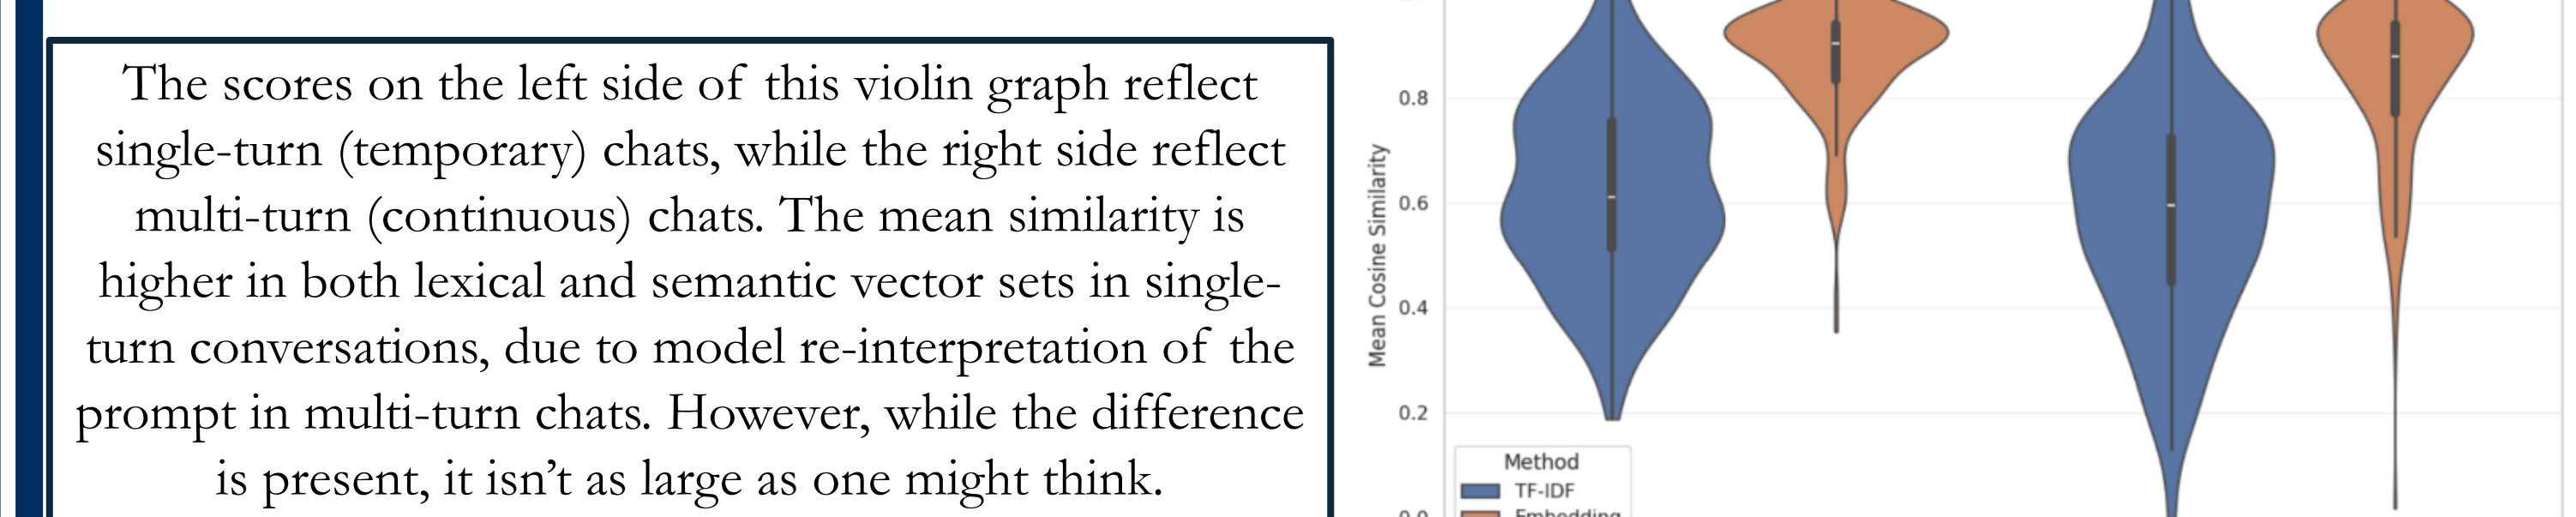 The scores on the left side of this violin graph reflect
single-turn (temporary) chats, while the right side reflect
multi-turn (continuous) chats. The mean similarity is
higher in both lexical and semantic vector sets in single-
turn conversations, due to model re-interpretation of the
prompt in multi-turn chats. However, while the difference
is present, it isn’t as large as one might think.
Mean Cosine Similarity
0.8
0.6
0.4
0.2
0.0
Method
TF-IDF
Embedding